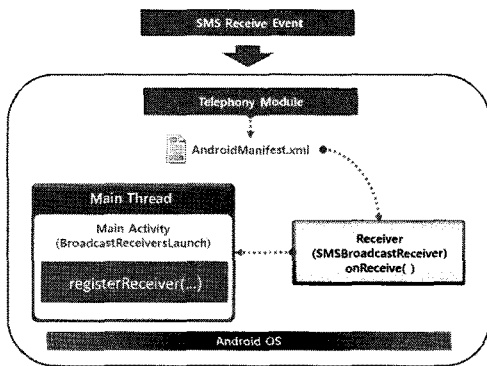 SMS Receive Event
Telephony Module
AndroidManifest.xml
Main Thread
Main Activity
(BroadcastReceiversLaunch)
registerReceiver(...)
Receiver
(SMSBroadcastReceiver)
onReceive( )
Android OS